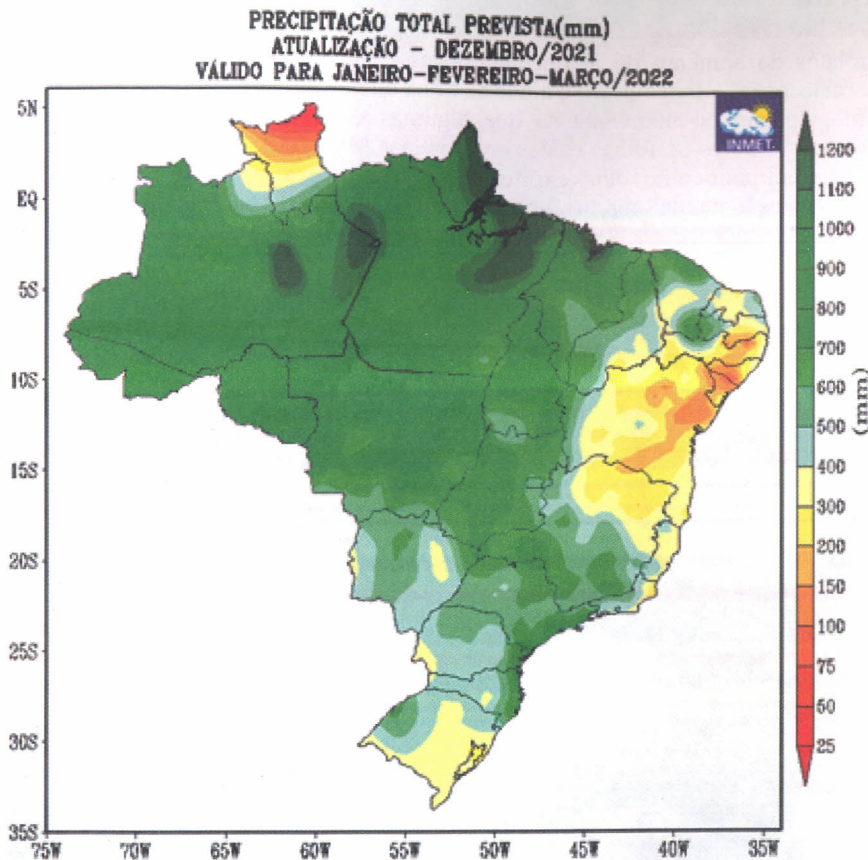 PRECIPITAÇÃO TOTAL PREVISTA(mm)
ATUALIZAÇÃO - DEZEMBRO/2021
VÁLIDO PARA JANEIRO-FEVEREIRO-MARÇO/2022
INMET
5N
EQ
5S
10S
15S
20S
25S
30S
35S
75W 70W 65W 60W 55W 50W 45W 40W 35W
1200
1100
1000
900
800
700
600
500
400
300
200
150
100
75
50
25
(mm)